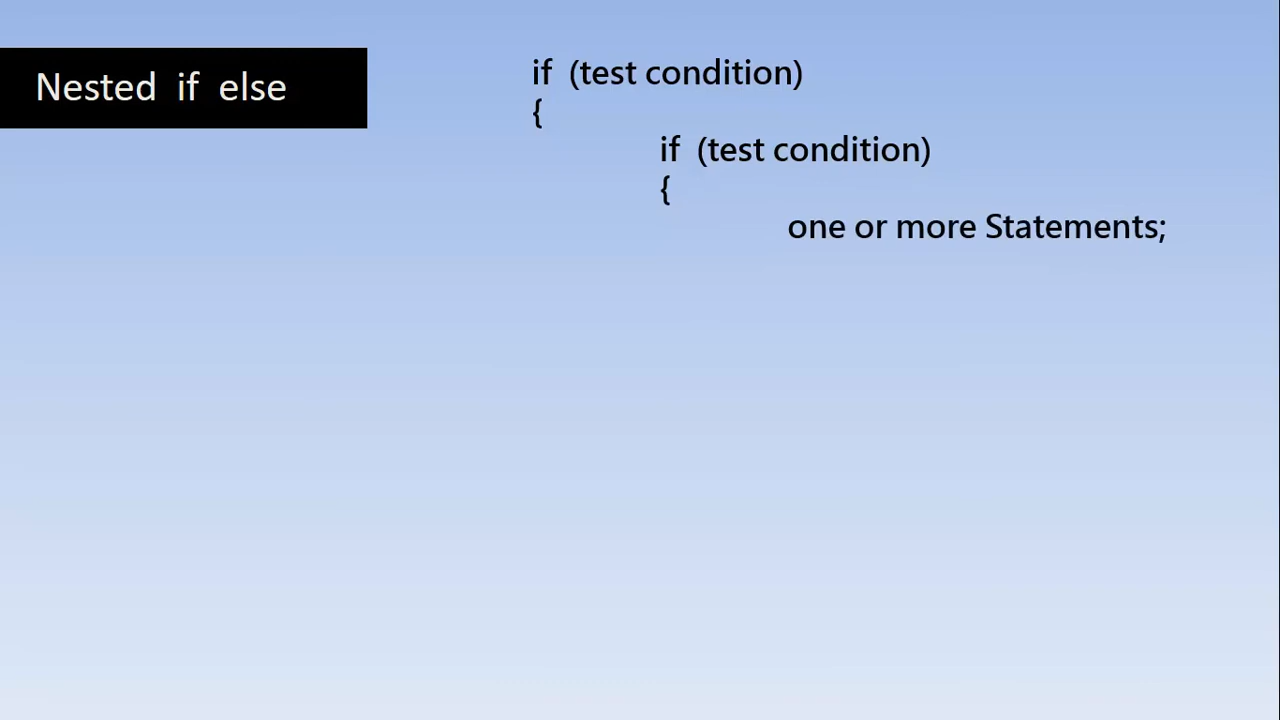 Nested if else
if (test condition)
{
if (test condition)
{
one or more Statements;